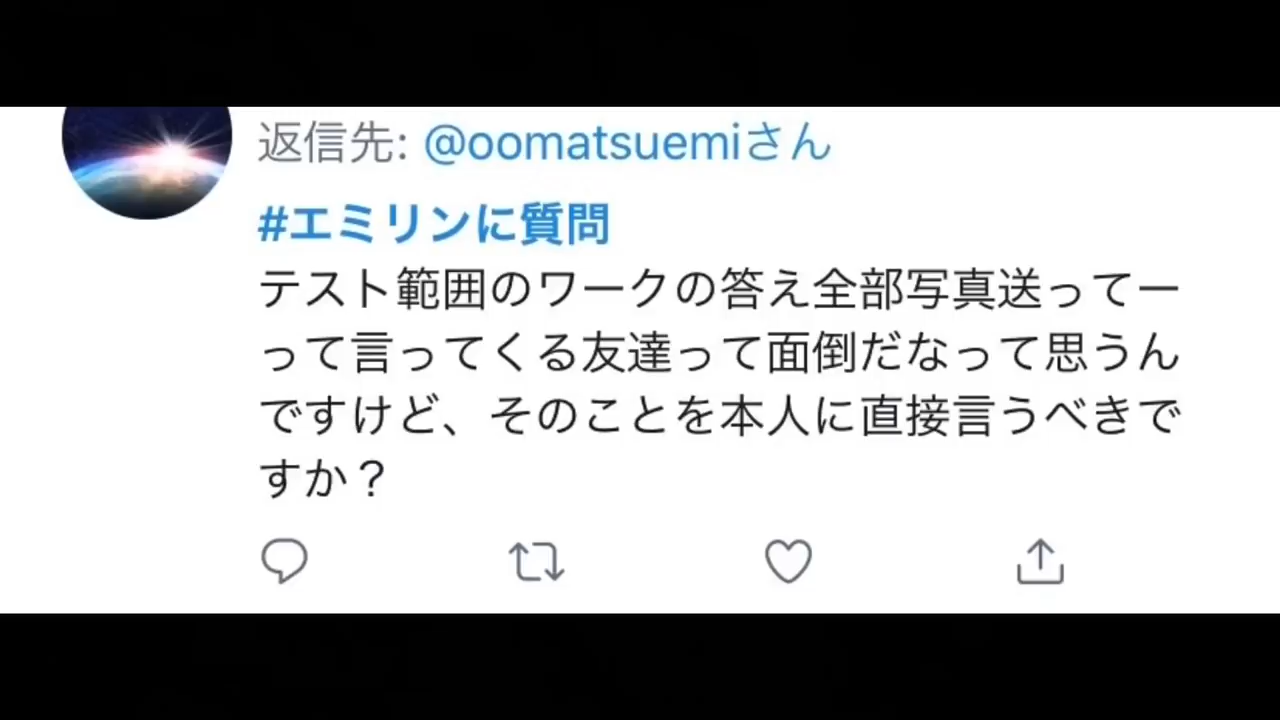 返信先: @oomatsuemiさん
#エミリンに質問
テスト範囲のワークの答え全部写真送ってー
って言ってくる友達って面倒だなって思うん
ですけど、そのことを本人に直接言うべきで
すか？